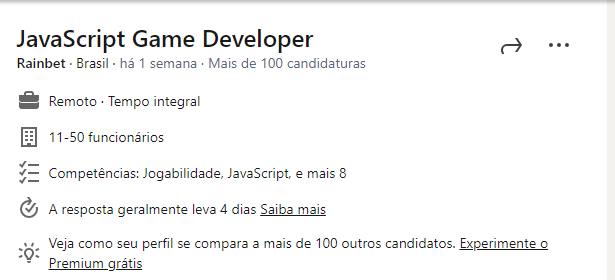 JavaScript Game Developer
Rainbet · Brasil · há 1 semana · Mais de 100 candidaturas
Remoto · Tempo integral
11-50 funcionários
Competências: Jogabilidade, JavaScript, e mais 8
A resposta geralmente leva 4 dias Saiba mais
Veja como seu perfil se compara a mais de 100 outros candidatos. Experimente o
Premium grátis